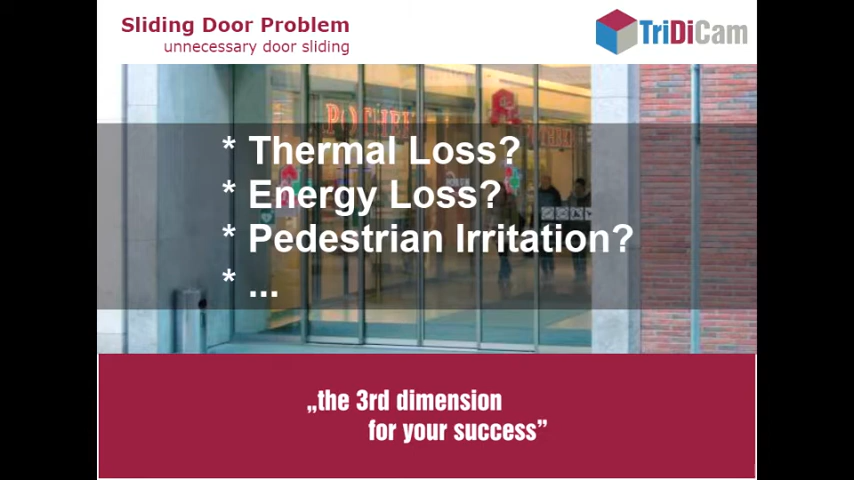 Sliding Door Problem
unnecessary door sliding
TriDiCam
* Thermal Loss?
* Energy Loss?
* Pedestrian Irritation?
* ...
„the 3rd dimension
for your success”